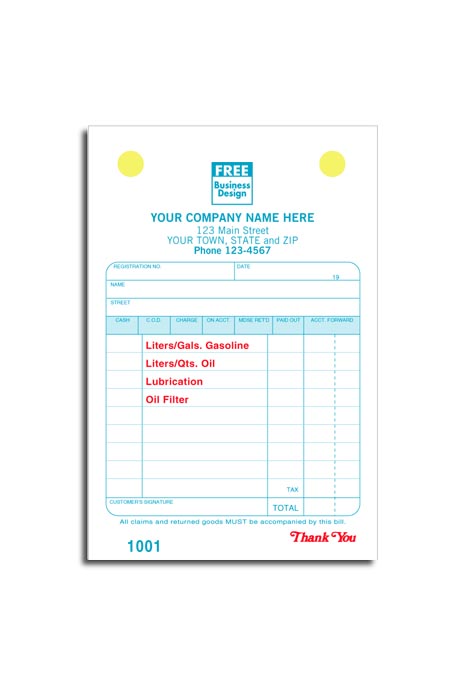 FREE
Business
Design
YOUR COMPANY NAME HERE
123 Main Street
YOUR TOWN, STATE and ZIP
Phone 123-4567
REGISTRATION NO. DATE
19
NAME
STREET
CASH C.O.D. CHARGE ON ACCT MDSE RET'D PAID OUT ACCT. FORWARD
Liters/Gals. Gasoline
Liters/Qts. Oil
Lubrication
Oil Filter
TAX
CUSTOMER'S SIGNATURE
TOTAL
All claims and returned goods MUST be accompanied by this bill.
1001
Thank You